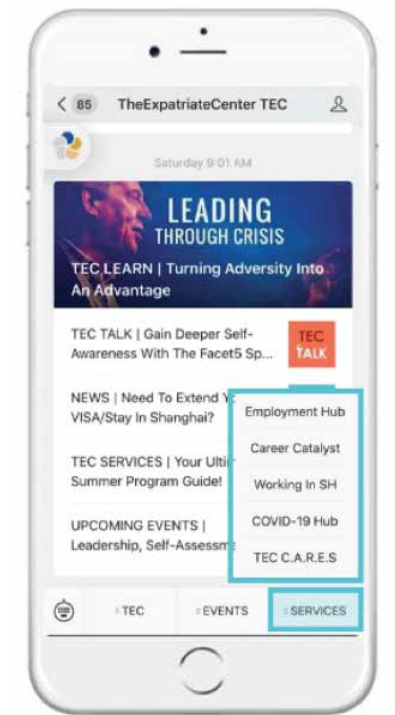 85 TheExpatriateCenter TEC
Saturday 9:01 AM
LEADING
THROUGH CRISIS
TEC LEARN | Turning Adversity Into
An Advantage
TEC TALK | Gain Deeper Self-
Awareness With The Facet5 Sp...
TEC
TALK
NEWS | Need To Extend
VISA/Stay In Shanghai?
TEC SERVICES | Your
Summer Program Guide!
UPCOMING EVENTS |
Leadership,
Employment Hub
Career Catalyst
Working In SH
COVID-19 Hub
TEC C.A.R.E.S
TEC
EVENTS
SERVICES